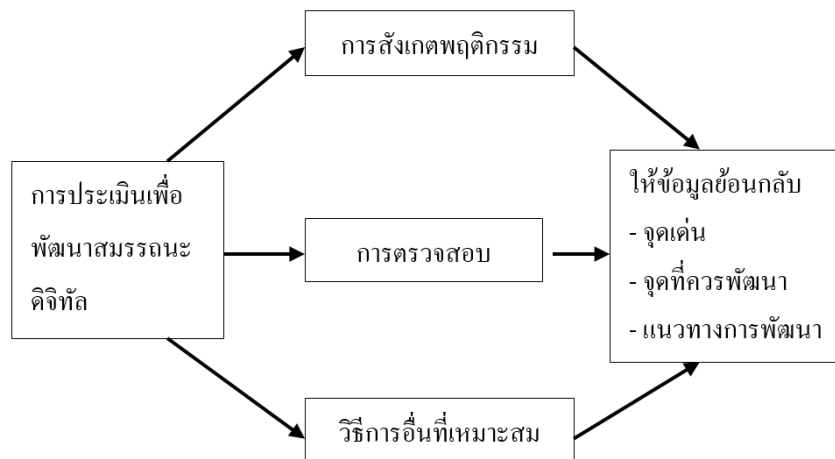 การสังเกตพฤติกรรม
การประเมินเพื่อ
พัฒนาสมรรถนะ
ดิจิทัล
การตรวจสอบ
วิธีการอื่นที่เหมาะสม
ให้ข้อมูลย้อนกลับ
- จุดเด่น
- จุดที่ควรพัฒนา
- แนวทางการพัฒนา